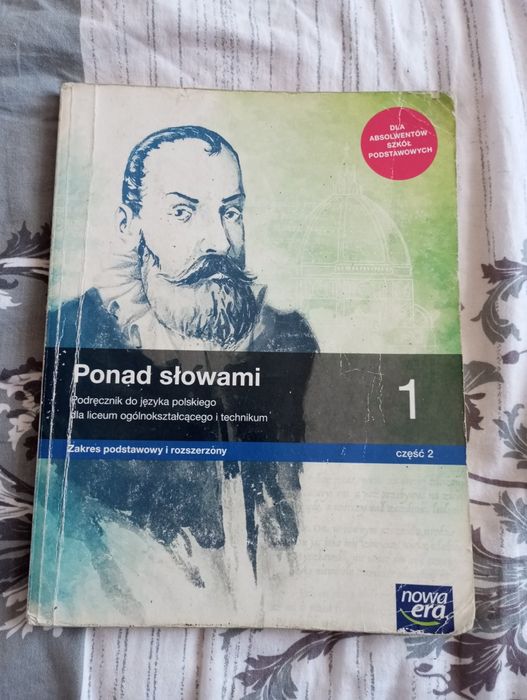 DLA
ABSOLWENTÓW
SZKÓŁ
PODSTAWOWYCH
Ponad słowami
1
Podręcznik do języka polskiego
dla liceum ogólnokształcącego i technikum
Zakres podstawowy i rozszerzony
część 2
nowa
era